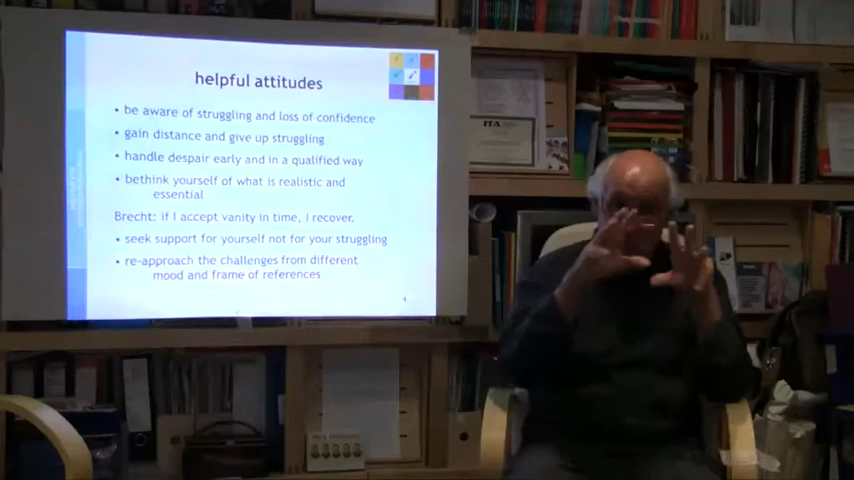 helpful attitudes
• be aware of struggling and loss of confidence
• gain distance and give up struggling
• handle despair early and in a qualified way
• bethink yourself of what is realistic and
essential
Brecht: if I accept vanity in time, I recover.
• seek support for yourself not for your struggling
• re-approach the challenges from different
mood and frame of references
ITA